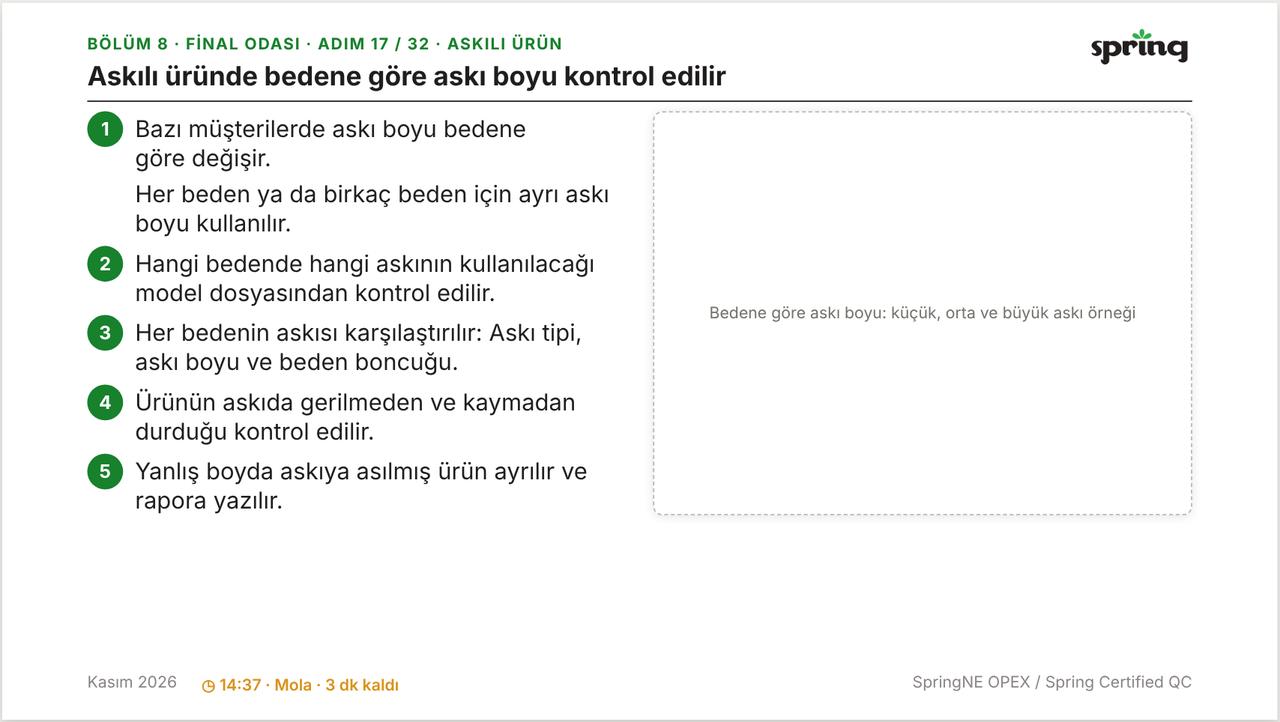 BÖLÜM 8 · FİNAL ODASI · ADIM 17 / 32 · ASKILI ÜRÜN
spring
Askılı üründe bedene göre askı boyu kontrol edilir
1 Bazı müşterilerde askı boyu bedene
göre değişir.
Her beden ya da birkaç beden için ayrı askı
boyu kullanılır.
2 Hangi bedende hangi askının kullanılacağı
model dosyasından kontrol edilir.
3 Her bedenin askısı karşılaştırılır: Askı tipi,
askı boyu ve beden boncuğu.
4 Ürünün askıda gerilmeden ve kaymadan
durduğu kontrol edilir.
5 Yanlış boyda askıya asılmış ürün ayrılır ve
rapora yazılır.
Bedene göre askı boyu: küçük, orta ve büyük askı örneği
Kasım 2026
14:37 · Mola · 3 dk kaldı
SpringNE OPEX / Spring Certified QC